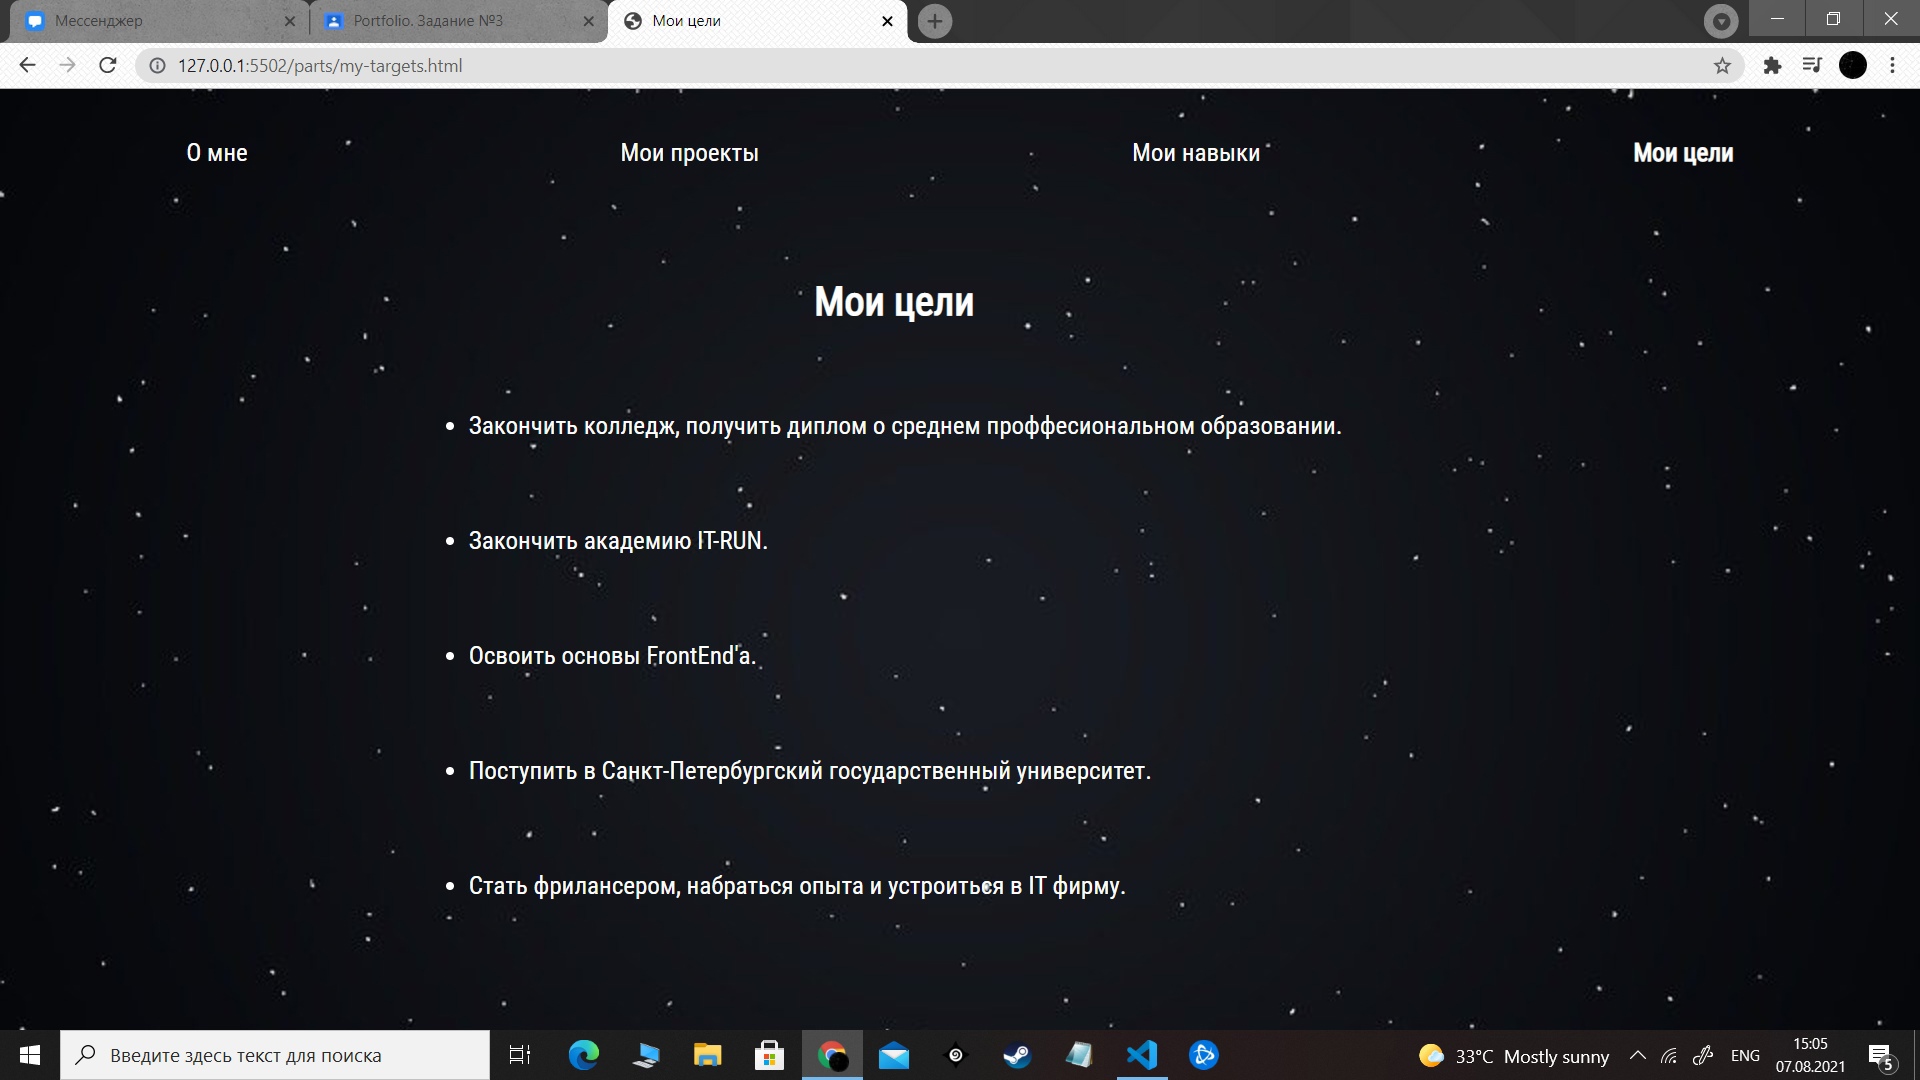 Мессенджер
Portfolio. Задание №3
Мои цели
127.0.0.1:5502/parts/my-targets.html
О мне
Мои проекты
Мои навыки
Мои цели
Мои цели
Закончить колледж, получить диплом о среднем проффесиональном образовании.
Закончить академию IT-RUN.
Освоить основы FrontEnd'а.
Поступить в Санкт-Петербургский государственный университет.
Стать фрилансером, набраться опыта и устроиться в IT фирму.
Введите здесь текст для поиска
33°C Mostly sunny
ENG
15:05
07.08.2021
5